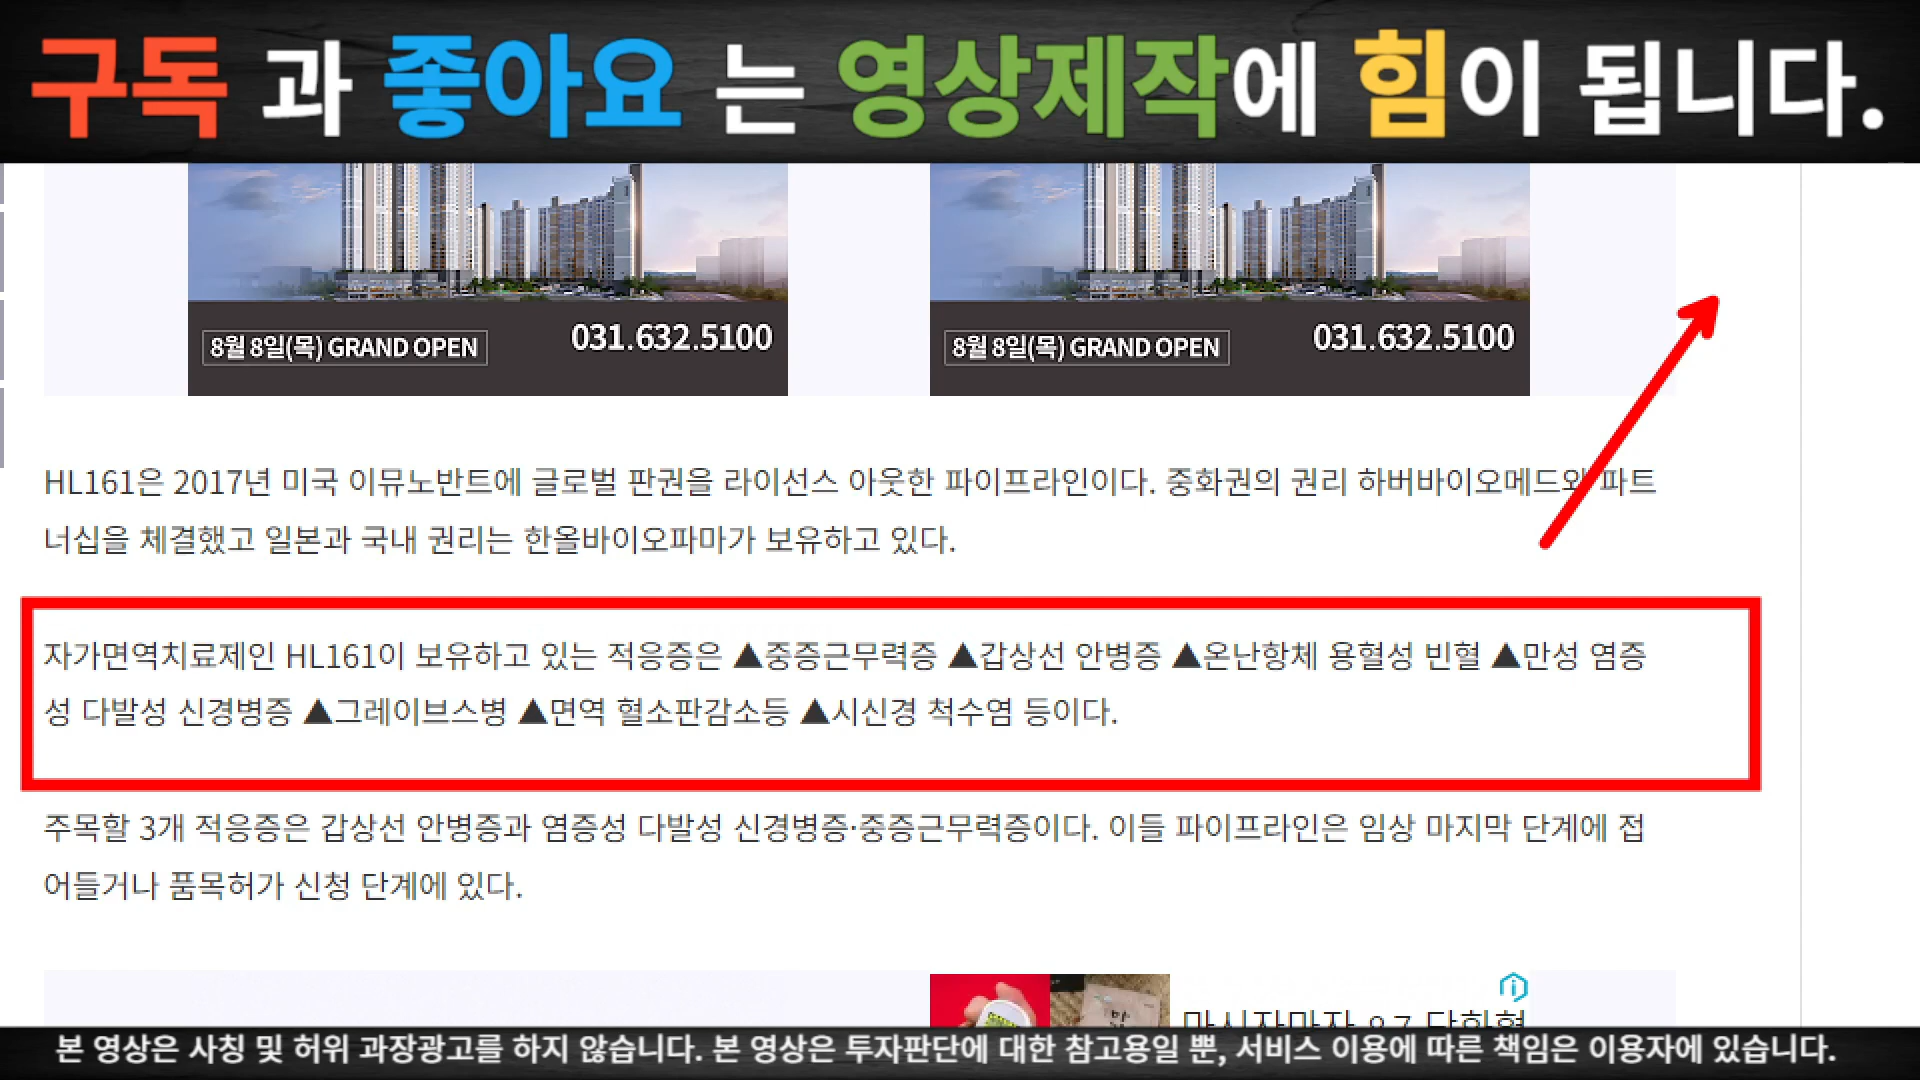 구독 과 좋아요 는 영상제작에 힘이 됩니다.
8월 8일(목) GRAND OPEN 031.632.5100
8월 8일(목) GRAND OPEN 031.632.5100
HL161은 2017년 미국 이뮤노반트에 글로벌 판권을 라이선스 아웃한 파이프라인이다. 중화권의 권리 하버바이오메드와 파트
너십을 체결했고 일본과 국내 권리는 한올바이오파마가 보유하고 있다.
자가면역치료제인 HL161이 보유하고 있는 적응증은 ▲중증근무력증 ▲갑상선 안병증 ▲온난항체 용혈성 빈혈 ▲만성 염증
성 다발성 신경병증 ▲그레이브스병 ▲면역 혈소판감소등 ▲시신경 척수염 등이다.
주목할 3개 적응증은 갑상선 안병증과 염증성 다발성 신경병증·중증근무력증이다. 이들 파이프라인은 임상 마지막 단계에 접
어들거나 품목허가 신청 단계에 있다.
본 영상은 사칭 및 허위 과장광고를 하지 않습니다. 본 영상은 투자판단에 대한 참고용일 뿐, 서비스 이용에 따른 책임은 이용자에 있습니다.